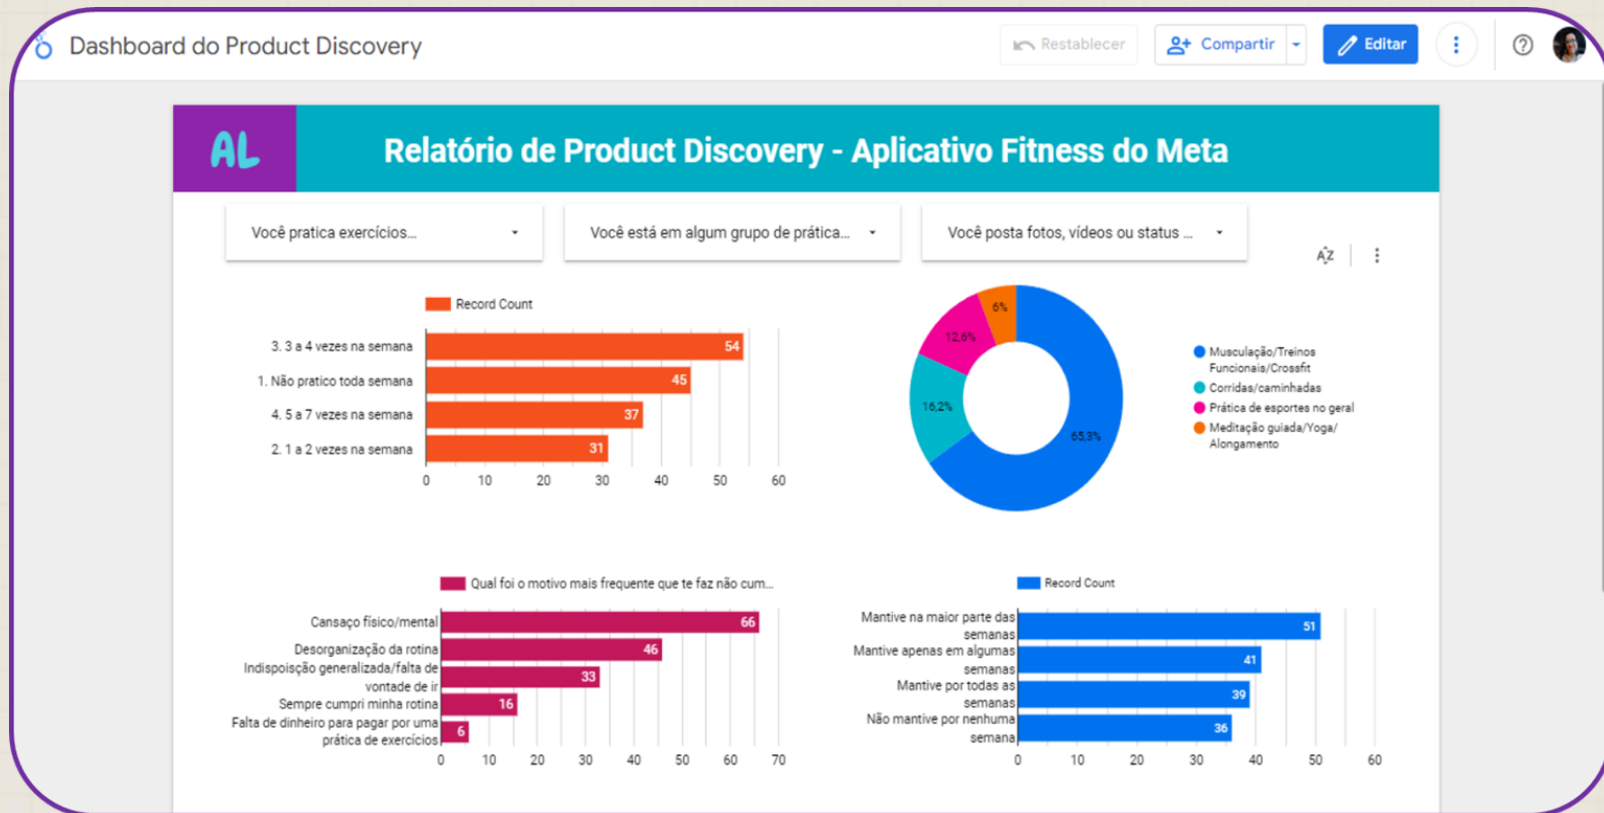 Dashboard do Product Discovery
Restablecer
Compartir
Editar
AL
Relatório de Product Discovery - Aplicativo Fitness do Meta
Você pratica exercícios...
Você está em algum grupo de prática...
Você posta fotos, vídeos ou status ...
AZ
Record Count
3. 3 a 4 vezes na semana
54
1. Não pratico toda semana
45
4. 5 a 7 vezes na semana
37
2. 1 a 2 vezes na semana
31
0 10 20 30 40 50 60
6%
12,6%
16,2%
65,3%
Musculação/Treinos
Funcionais/Crossfit
Corridas/caminhadas
Prática de esportes no geral
Meditação guiada/Yoga/
Alongamento
Qual foi o motivo mais frequente que te faz não cum...
Cansaço físico/mental
66
Desorganização da rotina
46
Indisposição generalizada/falta de
vontade de ir
33
Sempre cumpri minha rotina
16
Falta de dinheiro para pagar por uma
prática de exercícios
6
0 10 20 30 40 50 60 70
Record Count
Mantive na maior parte das
semanas
51
Mantive apenas em algumas
semanas
41
Mantive por todas as
semanas
39
Não mantive por nenhuma
semana
36
0 10 20 30 40 50 60